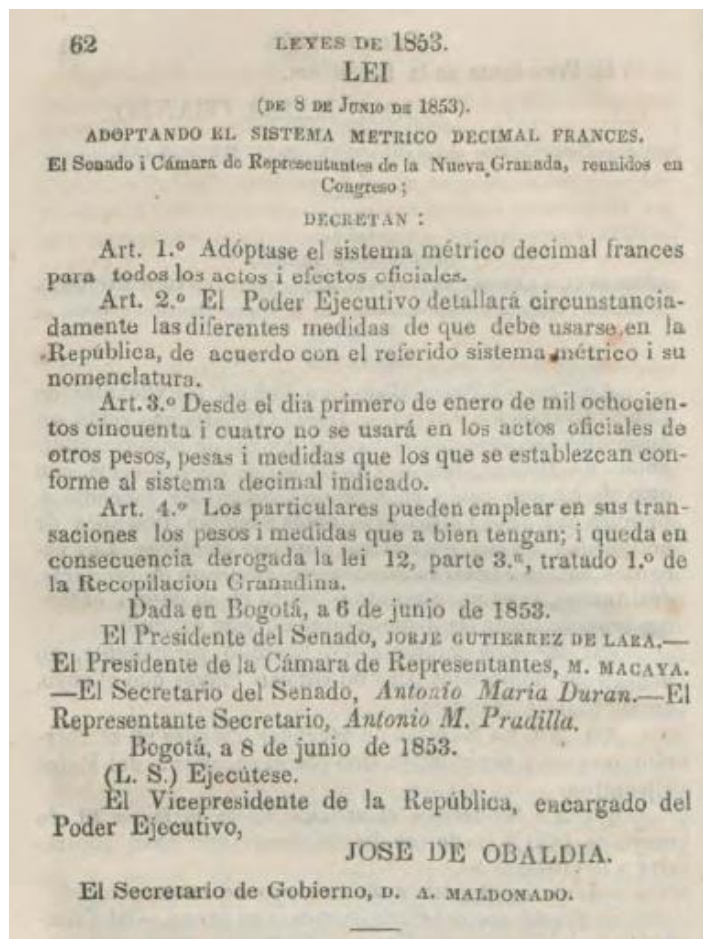 62 LEYES DE 1853.
LEI
(DE 8 DE JUNIO DE 1853).
ADOPTANDO EL SISTEMA METRICO DECIMAL FRANCES.
El Senado i Cámara de Representantes de la Nueva Granada, reunidos en
Congreso;
DECRETAN:
Art. 1.º Adóptase el sistema métrico decimal frances
para todos los actos i efectos oficiales.
Art. 2.º El Poder Ejecutivo detallará circunstancia-
damente las diferentes medidas de que debe usarse en la
República, de acuerdo con el referido sistema métrico i su
nomenclatura.
Art. 3.º Desde el dia primero de enero de mil ochocien-
tos cincuenta i cuatro no se usará en los actos oficiales de
otros pesos, pesas i medidas que los que se establezcan con-
forme al sistema decimal indicado.
Art. 4.º Los particulares pueden emplear en sus tran-
saciones los pesos i medidas que a bien tengan; i queda en
consecuencia derogada la lei 12, parte 3.ª, tratado 1.º de
la Recopilacion Granadina.
Dada en Bogotá, a 6 de junio de 1853.
El Presidente del Senado, JORJE GUTIERREZ DE LARA.—
El Presidente de la Cámara de Representantes, M. MACAYA.
—El Secretario del Senado, Antonio María Duran.—El
Representante Secretario, Antonio M. Pradilla.
Bogotá, a 8 de junio de 1853.
(L. S.) Ejecútese.
El Vicepresidente de la República, encargado del
Poder Ejecutivo,
JOSE DE OBALDIA.
El Secretario de Gobierno, D. A. MALDONADO.